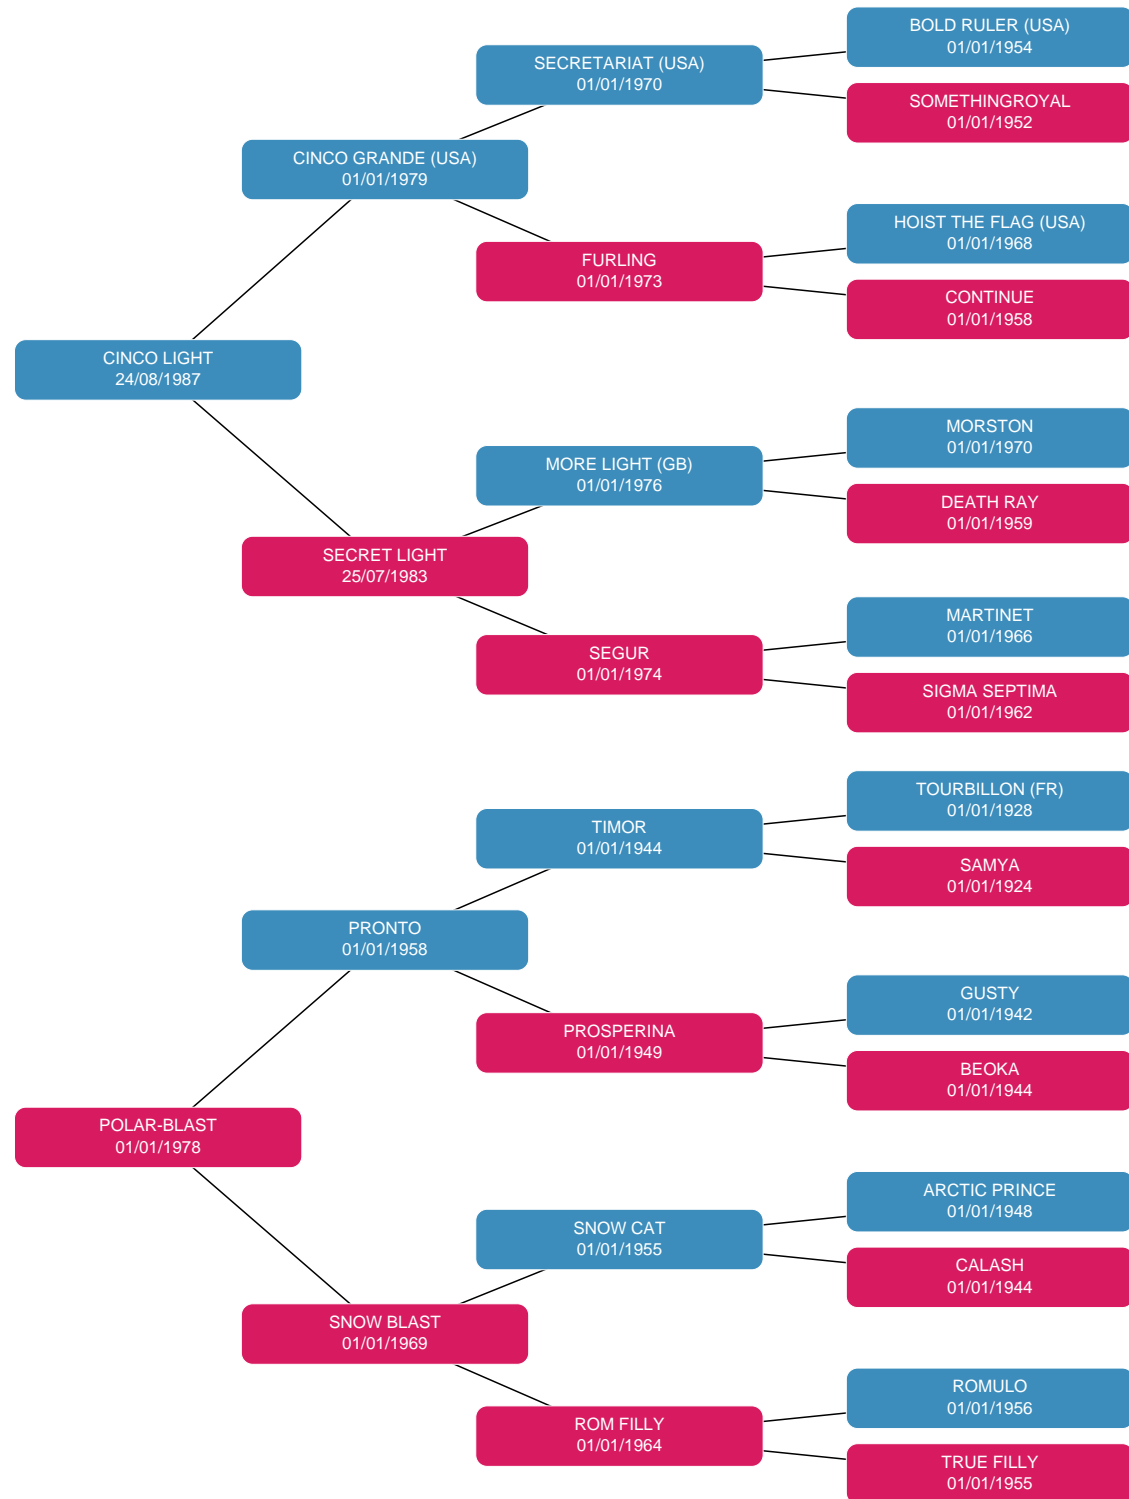 BOLD RULER (USA)
01/01/1954
SECRETARIAT (USA)
01/01/1970
SOMETHINGROYAL
01/01/1952
CINCO GRANDE (USA)
01/01/1979
HOIST THE FLAG (USA)
01/01/1968
FURLING
01/01/1973
CONTINUE
01/01/1958
CINCO LIGHT
24/08/1987
MORSTON
01/01/1970
MORE LIGHT (GB)
01/01/1976
DEATH RAY
01/01/1959
SECRET LIGHT
25/07/1983
MARTINET
01/01/1966
SEGUR
01/01/1974
SIGMA SEPTIMA
01/01/1962
TOURBILLON (FR)
01/01/1928
TIMOR
01/01/1944
SAMYA
01/01/1924
PRONTO
01/01/1958
GUSTY
01/01/1942
PROSPERINA
01/01/1949
BEOKA
01/01/1944
POLAR-BLAST
01/01/1978
ARCTIC PRINCE
01/01/1948
SNOW CAT
01/01/1955
CALASH
01/01/1944
SNOW BLAST
01/01/1969
ROMULO
01/01/1956
ROM FILLY
01/01/1964
TRUE FILLY
01/01/1955